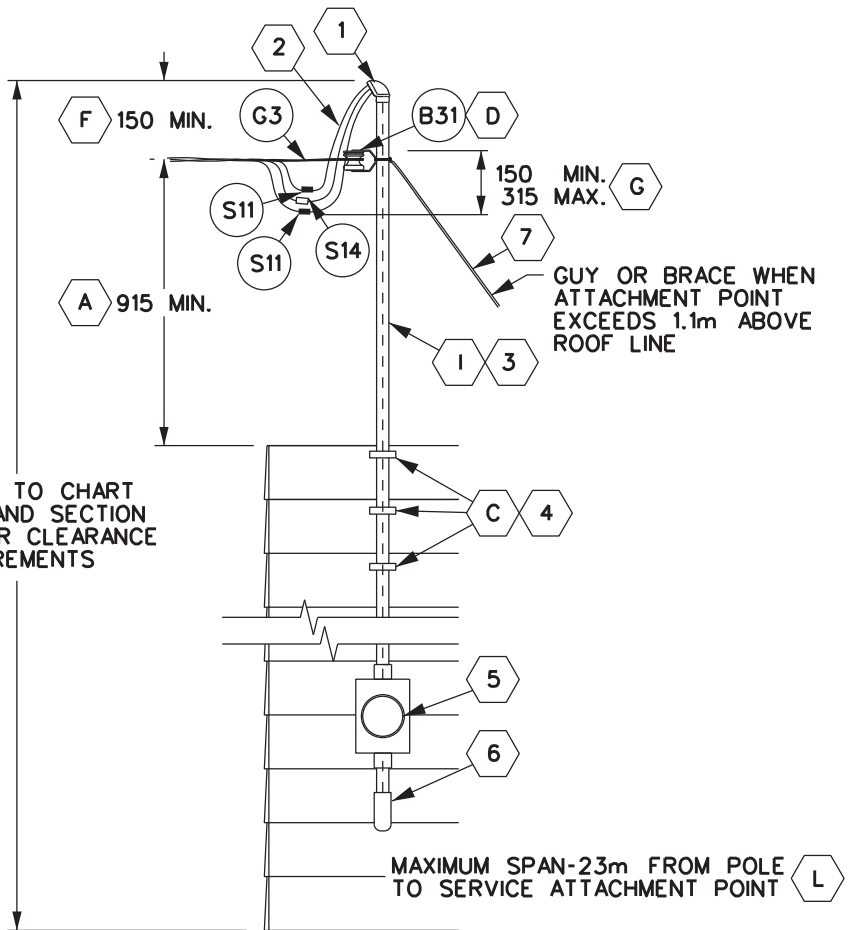 1
2
F 150 MIN.
G3
B31 D
150 MIN.
315 MAX. G
S11
S14
S11
7
A 915 MIN.
GUY OR BRACE WHEN
ATTACHMENT POINT
EXCEEDS 1.1m ABOVE
ROOF LINE
I 3
TO CHART
AND SECTION
CLEARANCE
C 4
5
6
MAXIMUM SPAN-23m FROM POLE
TO SERVICE ATTACHMENT POINT L